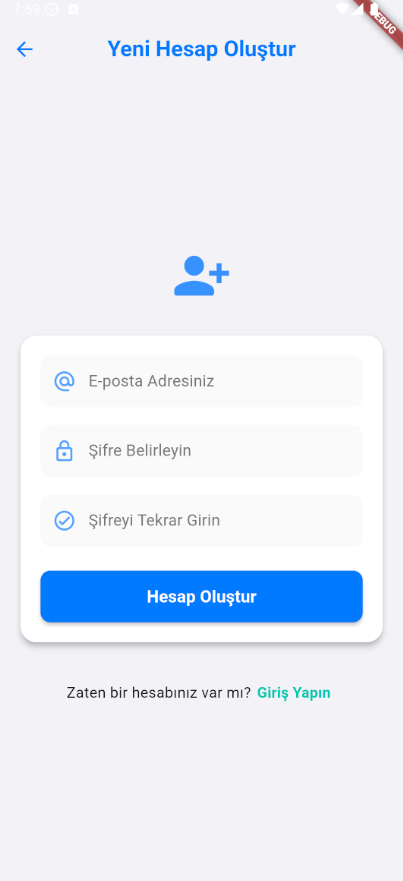 7:59
Yeni Hesap Oluştur
E-posta Adresiniz
Şifre Belirleyin
Şifreyi Tekrar Girin
Hesap Oluştur
Zaten bir hesabınız var mı? Giriş Yapın